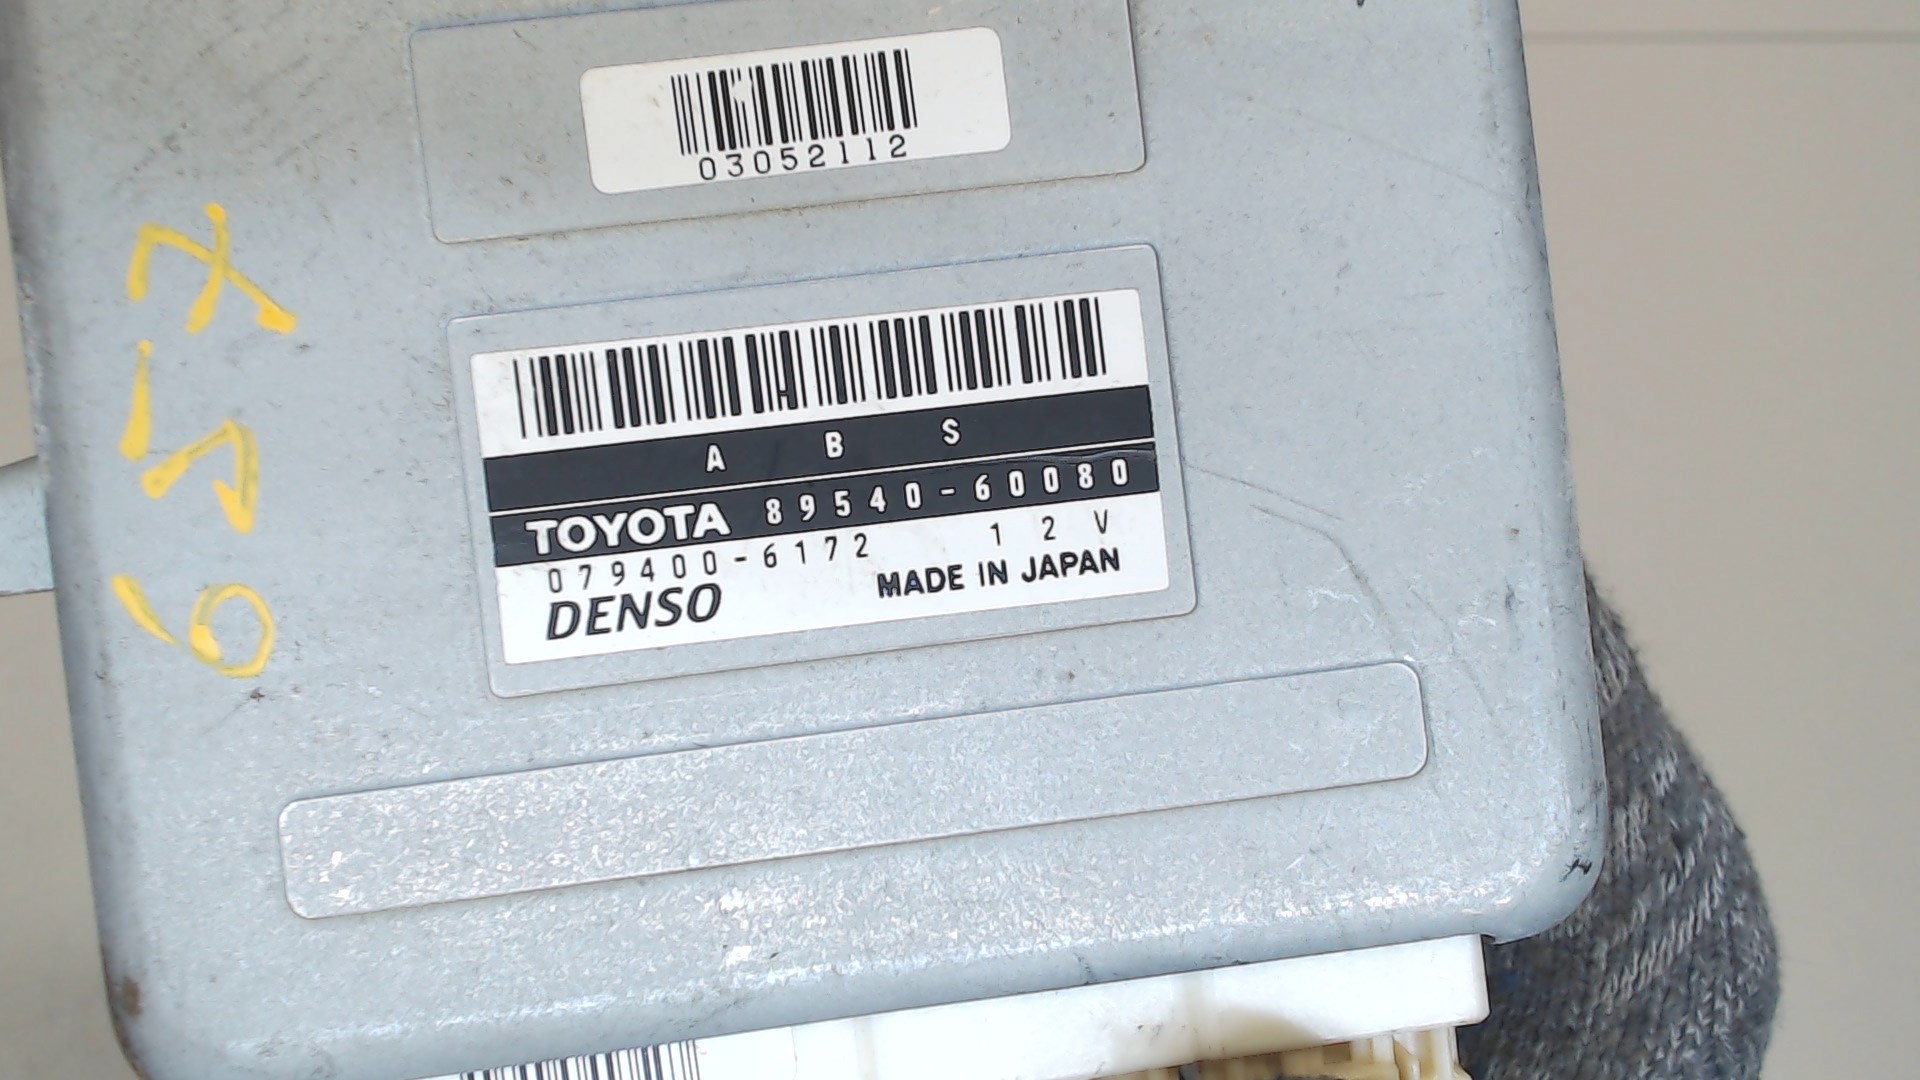 03052112
A B S
TOYOTA 89540-60080
079400-6172 12V
DENSO MADE IN JAPAN